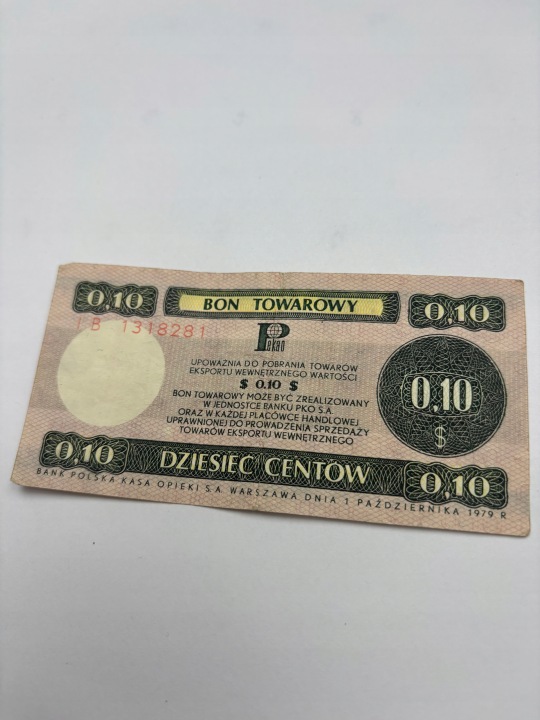 0,10 BON TOWAROWY 0,10
IB 1318281
Pekao
UPOWAŻNIA DO POBRANIA TOWARÓW
EKSPORTU WEWNĘTRZNEGO WARTOŚCI
$ 0.10 $
BON TOWAROWY MOŻE BYĆ ZREALIZOWANY
W JEDNOSTCE BANKU PKO S.A.
ORAZ W KAŻDEJ PLACÓWCE HANDLOWEJ
UPRAWNIONEJ DO PROWADZENIA SPRZEDAŻY
TOWARÓW EKSPORTU WEWNĘTRZNEGO
0,10
$
0,10 DZIESIĘĆ CENTÓW 0,10
BANK POLSKA KASA OPIEKI S.A. WARSZAWA DNIA 1 PAŹDZIERNIKA 1979 R